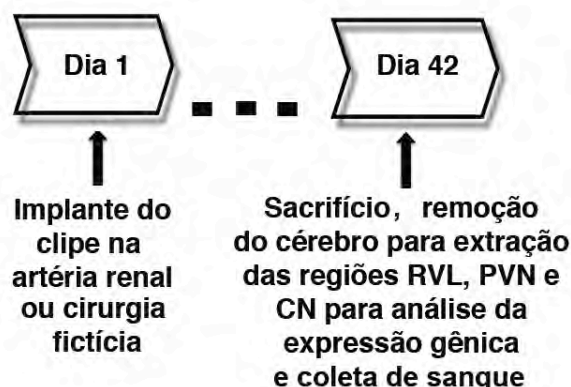 Dia 1
Dia 42
Implante do
clipe na
artéria renal
ou cirurgia
fictícia
Sacrifício, remoção
do cérebro para extração
das regiões RVL, PVN e
CN para análise da
expressão gênica
e coleta de sangue